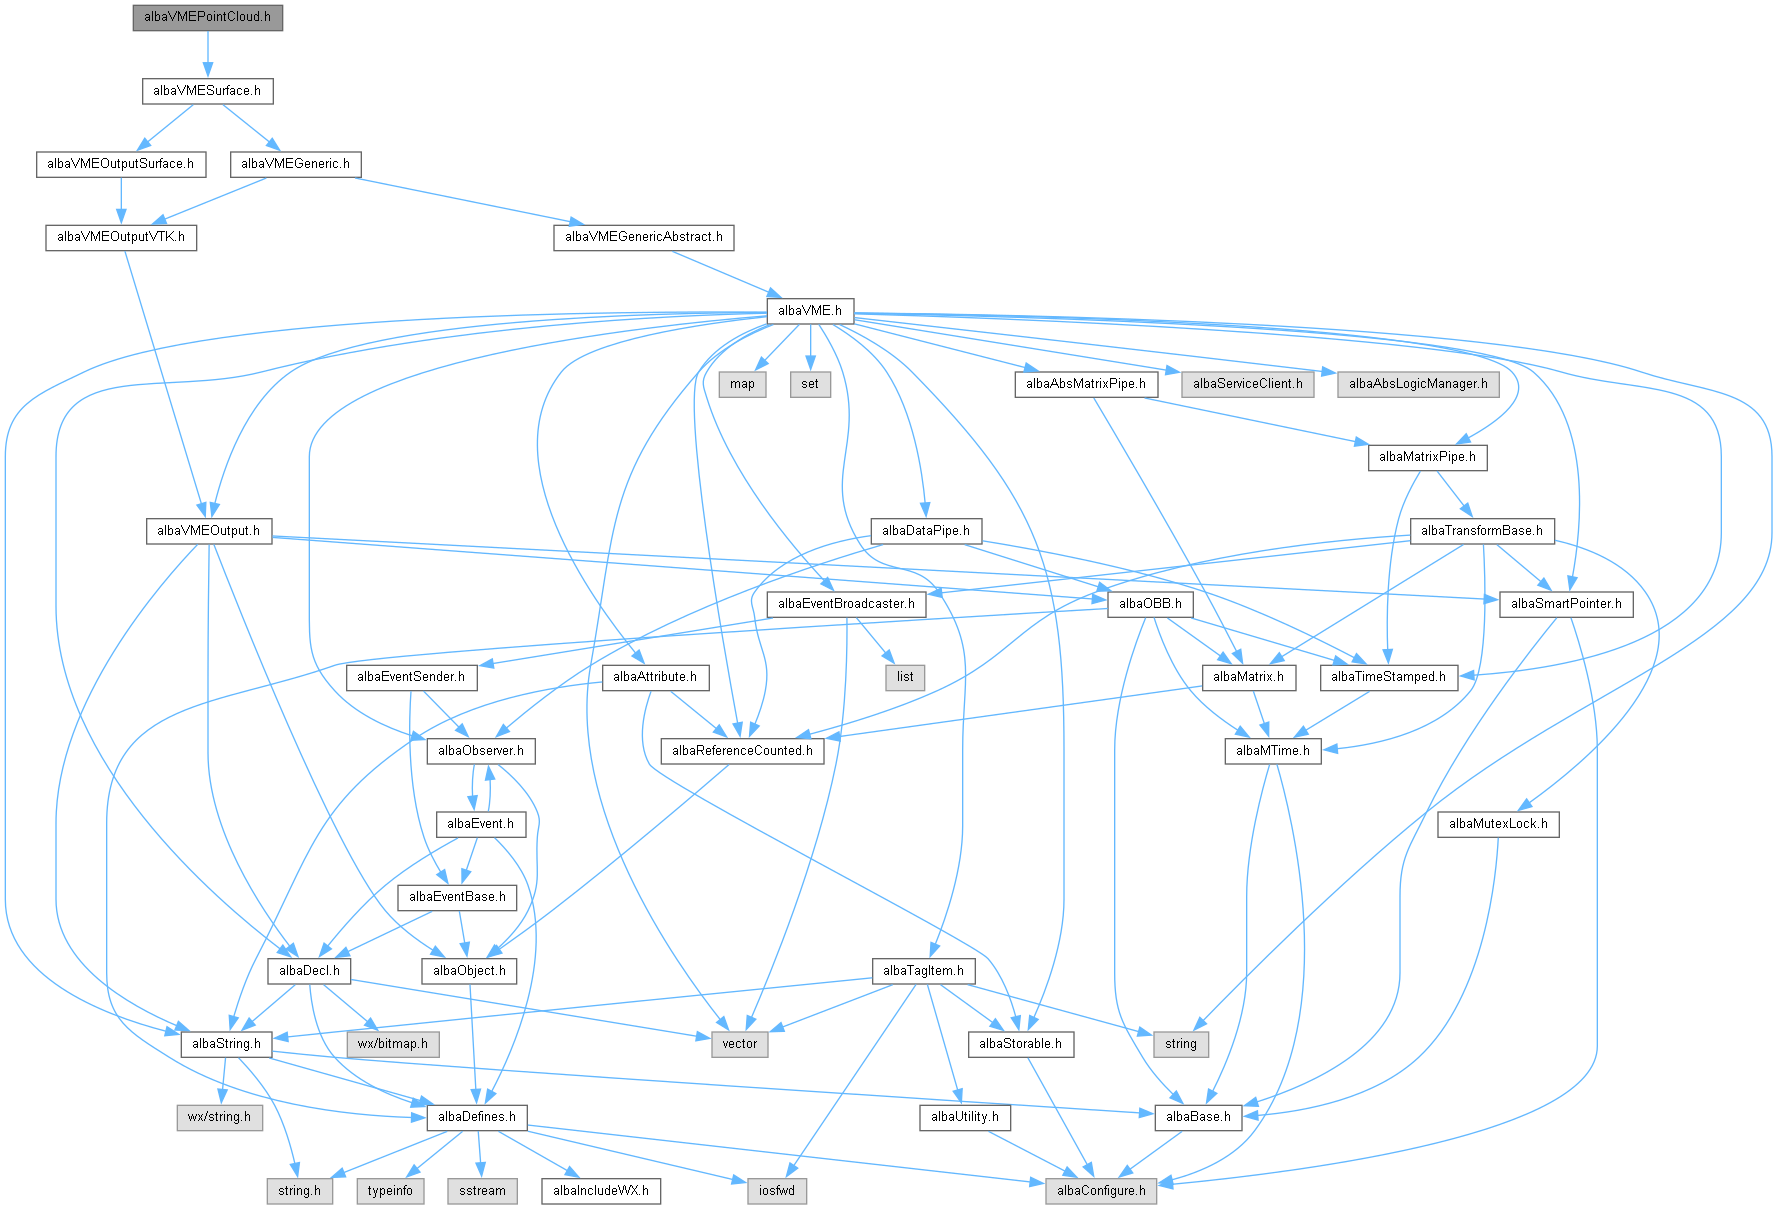 albaVMEPointCloud.h
albaVMESurface.h
albaVMEOutputSurface.h
albaVMEGeneric.h
albaVMEOutputVTK.h
albaVMEGenericAbstract.h
albaVME.h
map
set
albaAbsMatrixPipe.h
albaServiceClient.h
albaAbsLogicManager.h
albaMatrixPipe.h
albaVMEOutput.h
albaDataPipe.h
albaTransformBase.h
albaEventBroadcaster.h
albaOBB.h
albaSmartPointer.h
albaEventSender.h
albaAttribute.h
list
albaMatrix.h
albaTimeStamped.h
albaObserver.h
albaReferenceCounted.h
albaMTime.h
albaEvent.h
albaMutexLock.h
albaEventBase.h
albaDecl.h
albaObject.h
albaTagItem.h
albaString.h
wx/bitmap.h
vector
albaStorable.h
string
wx/string.h
albaDefines.h
albaUtility.h
albaBase.h
string.h
typeinfo
sstream
albaIncludeWX.h
iosfwd
albaConfigure.h